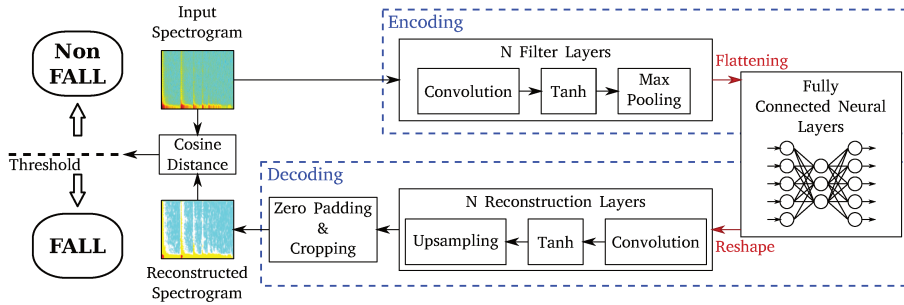 Input
Spectrogram
Encoding
Non
FALL
N Filter Layers
Flattening
Convolution
Tanh
Max
Pooling
Fully
Connected Neural
Layers
Cosine
Distance
Threshold
Decoding
N Reconstruction Layers
Zero Padding
&
Cropping
Upsampling
Tanh
Convolution
Reshape
FALL
Reconstructed
Spectrogram